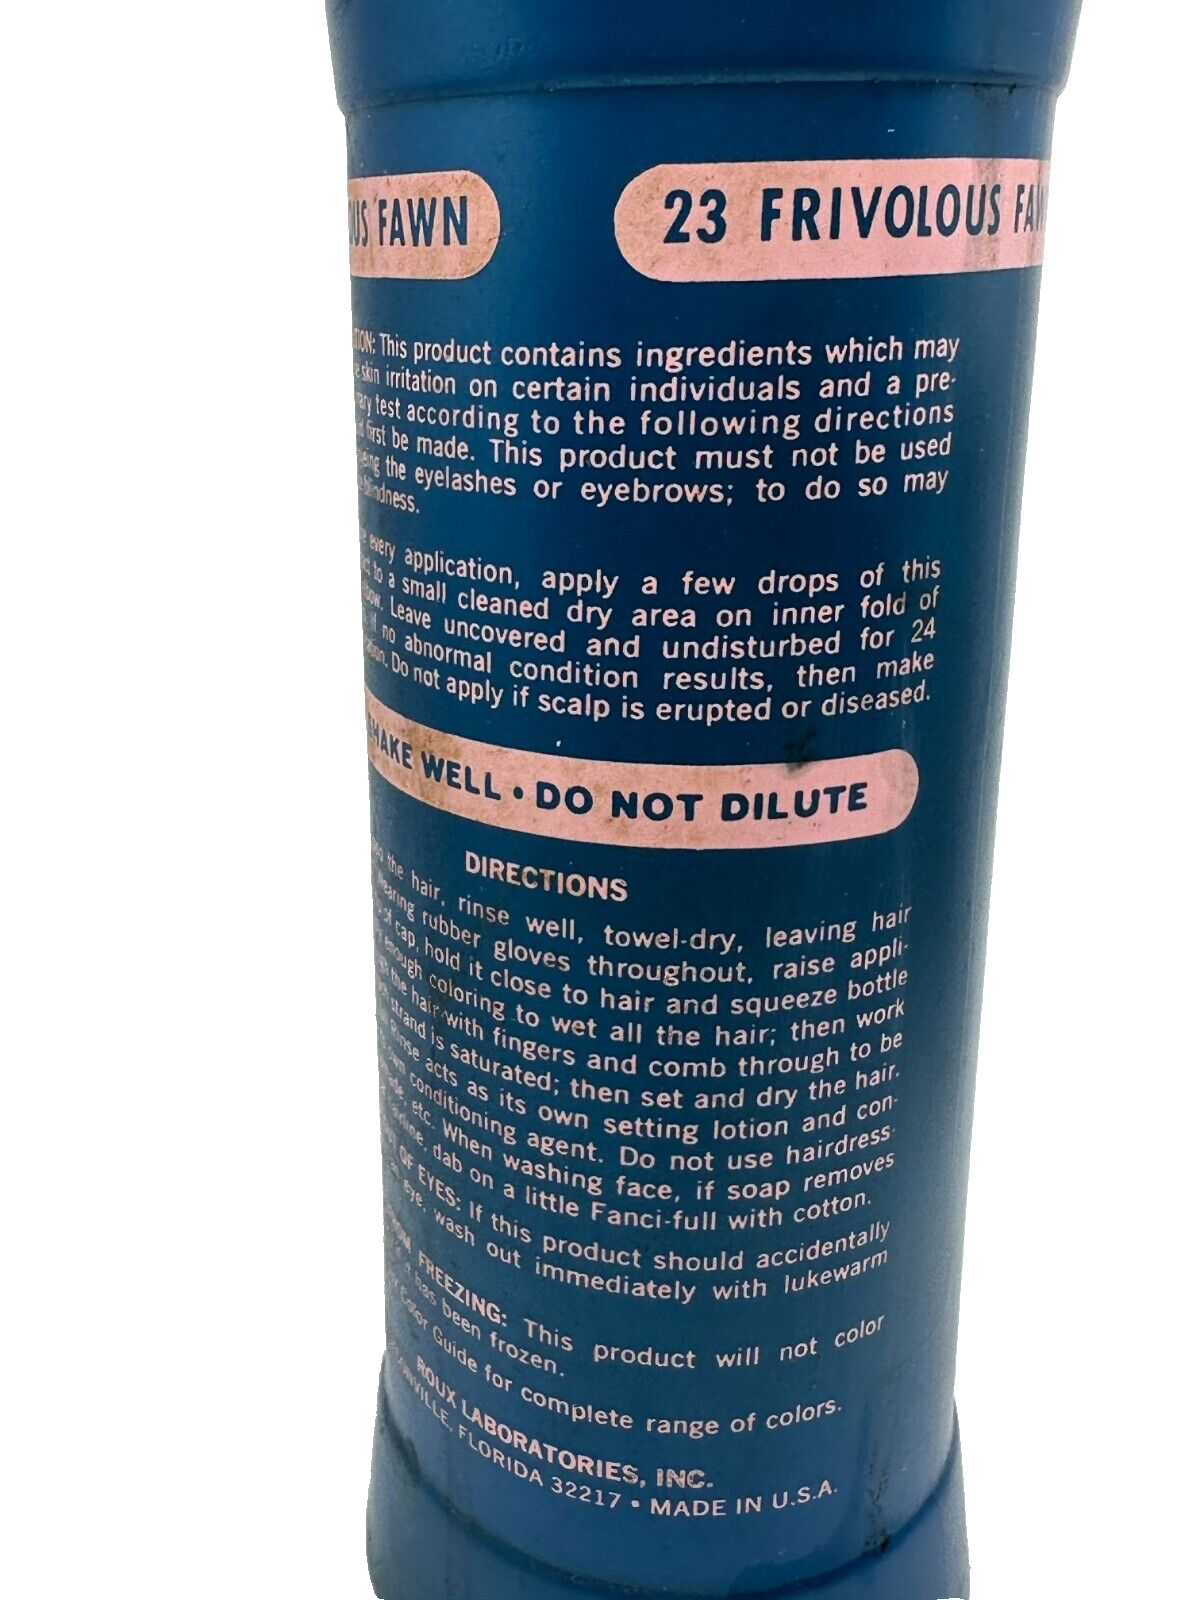 FAWN
23 FRIVOLOUS
This product contains ingredients which may
skin irritation on certain individuals and a pre-
test according to the following directions
first be made. This product must not be used
the eyelashes or eyebrows; to do so may
every application, apply a few drops of this
to a small cleaned dry area on inner fold of
Leave uncovered and undisturbed for 24
if no abnormal condition results, then make
Do not apply if scalp is erupted or diseased.
SHAKE WELL • DO NOT DILUTE
DIRECTIONS
the hair, rinse well, towel-dry, leaving hair
Wearing rubber gloves throughout, raise appli-
of cap, hold it close to hair and squeeze bottle
enough coloring to wet all the hair; then work
the hair with fingers and comb through to be
strand is saturated; then set and dry the hair.
Rinse acts as its own setting lotion and con-
conditioning agent. Do not use hairdress-
etc. When washing face, if soap removes
dab on a little Fanci-full with cotton.
OF EYES: If this product should accidentally
eye, wash out immediately with lukewarm
FREEZING: This product will not color
has been frozen.
Color Guide for complete range of colors.
ROUX LABORATORIES, INC.
FLORIDA 32217 • MADE IN U.S.A.